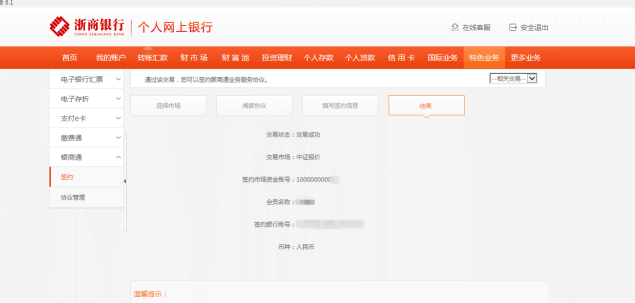 8.1
浙商银行 个人网上银行 在线客服 安全退出
CHINA ZHESHANG BANK
首页 我的账户 转账汇款 财 市 场 财 富 池 投资理财 个人存款 个人贷款 信 用 卡 国际业务 特色业务 更多业务
电子银行汇票 通过该交易，您可以签约银商通业务服务协议。 ---相关交易---
电子存折 选择市场 阅读协议 填写签约信息 结果
支付e卡
缴费通 交易状态：交易成功
银商通 交易市场：中证报价
签约 签约市场资金账号：1000000000
协议管理 会员名称：
签约银行账号：
币种：人民币
温馨提示：